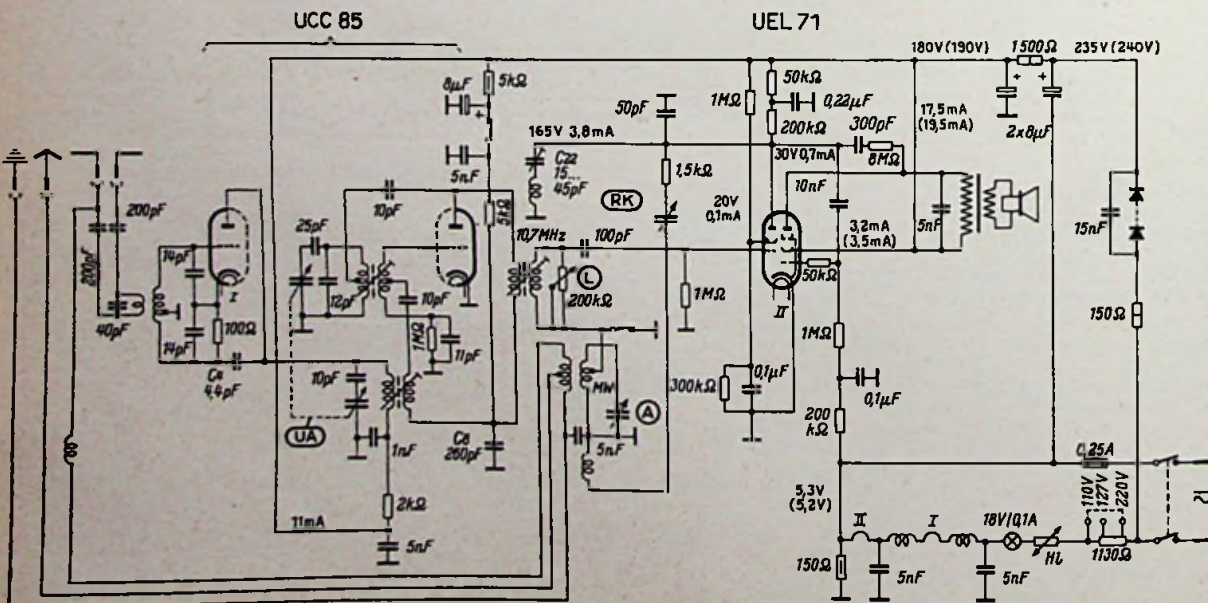 UCC 85
UEL 71
180V (190V)
1500Ω
235V (240V)
8µF
+
5kΩ
50kΩ
1MΩ
0,22µF
+
+
50pF
17,5mA
(19,5mA)
2x8µF
165V 3,8mA
200kΩ
300pF
8MΩ
30V 0,7mA
5nF
C22
15...
45pF
1,5kΩ
10nF
RK
20V
0,1mA
200pF
200pF
10pF
5kΩ
25pF
3,2mA
(3,5mA)
5nF
15nF
14pF
10,7MHz
100pF
I
12pF
10pF
L
200kΩ
50kΩ
1MΩ
II
40pF
14pF
100Ω
1MΩ
11pF
1MΩ
150Ω
C4
4,4pF
10pF
MW
A
300kΩ
0,1µF
0,1µF
200
kΩ
UA
1nF
C8
260pF
5nF
0,25A
110V
127V
220V
2kΩ
5,3V
(5,2V)
11mA
II
I
18V/0,1A
5nF
150Ω
5nF
5nF
Hl
1130Ω